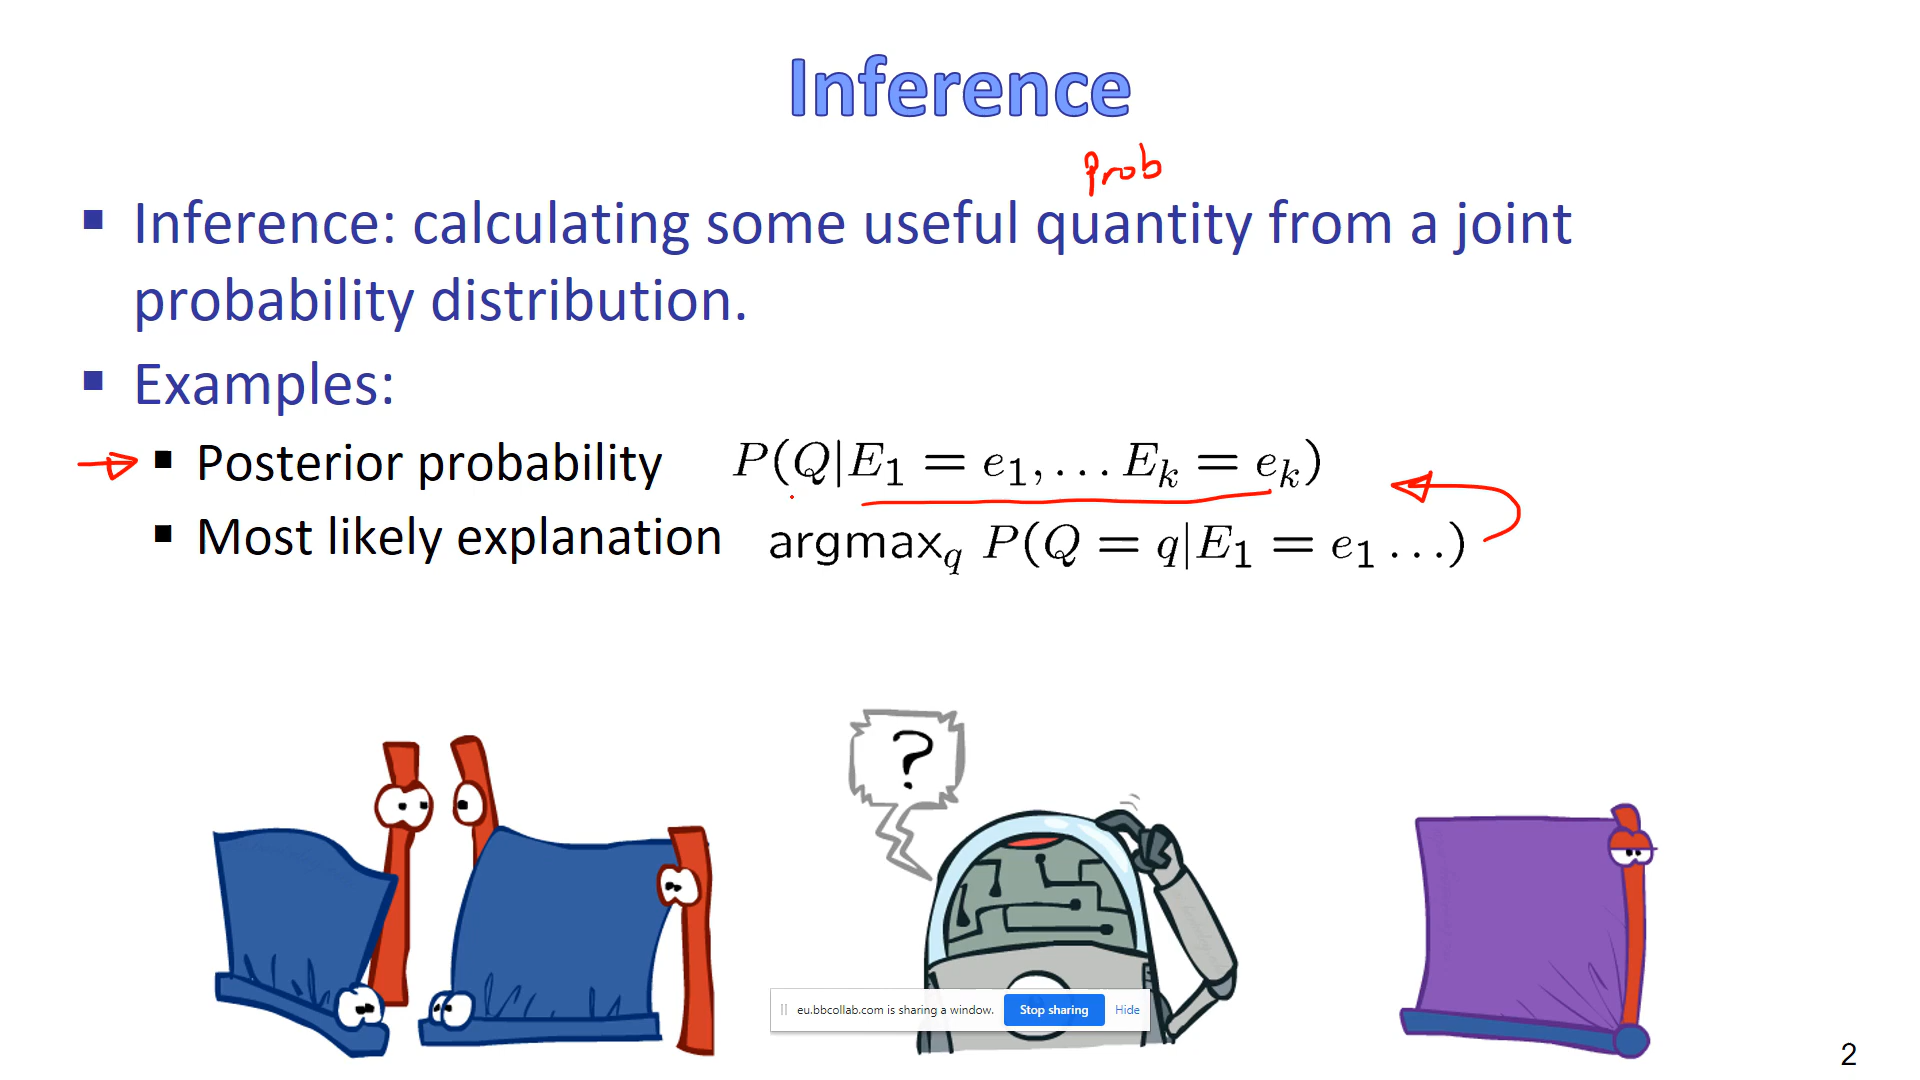 Inference
Prob
▪ Inference: calculating some useful quantity from a joint
probability distribution.
▪ Examples:
▪ Posterior probability P(Q|E₁ = e₁, … Eₖ = eₖ)
▪ Most likely explanation argmax_q P(Q = q|E₁ = e₁ …)
?
eu.bbcollab.com is sharing a window. Stop sharing Hide
2